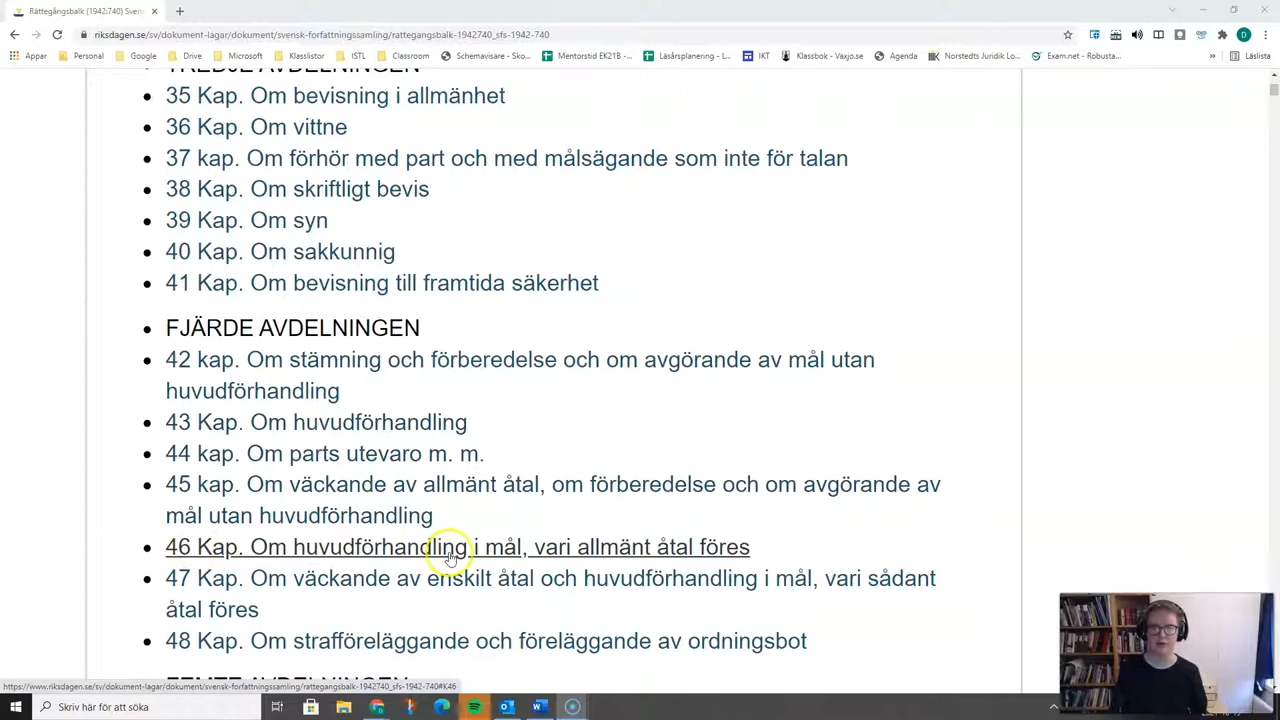 Rättegångsbalk (1942:740) Sven
riksdagen.se/sv/dokument-lagar/dokument/svensk-forfattningssamling/rattegangsbalk-1942740_sfs-1942-740
Appar Personal Google Drive Microsoft Klasslistor ISTL Classroom Schemavisare - Sko... Mentorstid EK21B - ... Läsårsplanering - L... IKT Klassbok - Vaxjo.se Agenda Norstedts Juridik Lo... Exam.net - Robusta... » Läslista
TREDJE AVDELNINGEN
35 Kap. Om bevisning i allmänhet
36 Kap. Om vittne
37 kap. Om förhör med part och med målsägande som inte för talan
38 Kap. Om skriftligt bevis
39 Kap. Om syn
40 Kap. Om sakkunnig
41 Kap. Om bevisning till framtida säkerhet
FJÄRDE AVDELNINGEN
42 kap. Om stämning och förberedelse och om avgörande av mål utan
huvudförhandling
43 Kap. Om huvudförhandling
44 kap. Om parts utevaro m. m.
45 kap. Om väckande av allmänt åtal, om förberedelse och om avgörande av
mål utan huvudförhandling
46 Kap. Om huvudförhandling i mål, vari allmänt åtal föres
47 Kap. Om väckande av enskilt åtal och huvudförhandling i mål, vari sådant
åtal föres
48 Kap. Om strafföreläggande och föreläggande av ordningsbot
FEMTE AVDELNINGEN
https://www.riksdagen.se/sv/dokument-lagar/dokument/svensk-forfattningssamling/rattegangsbalk-1942740_sfs-1942-740#K46
Skriv här för att söka